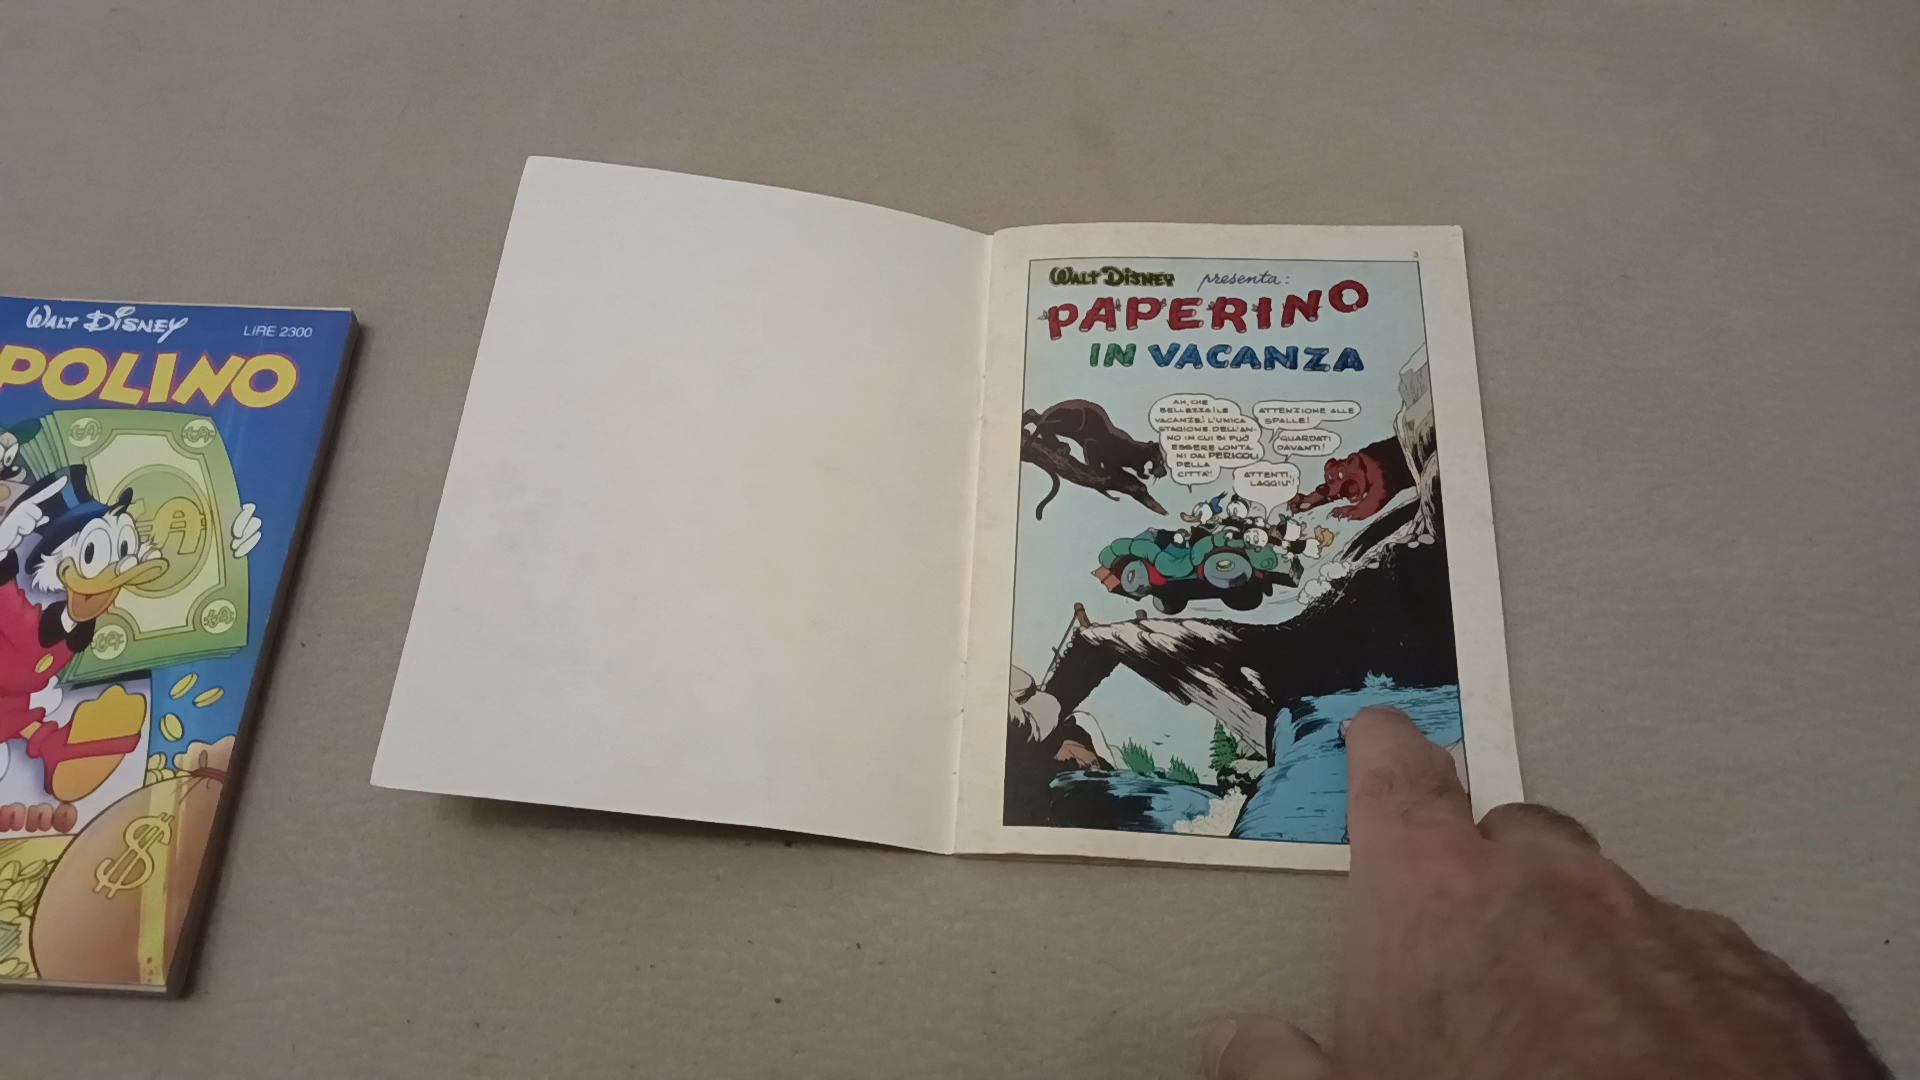 WALT DISNEY
LIRE 2300
POLINO
$
WALT DISNEY presenta:
3
PAPERINO
IN VACANZA
AH, CHE
BELLEZZA! LE
VACANZE! L'UNICA
STAGIONE DELL'AN-
NO IN CUI SI PUÒ
ESSERE LONTA-
NI DAI PERICOLI
DELLA
CITTÀ!
ATTENZIONE ALLE
SPALLE!
GUARDATI
DAVANTI!
ATTENTI,
LAGGIÙ!